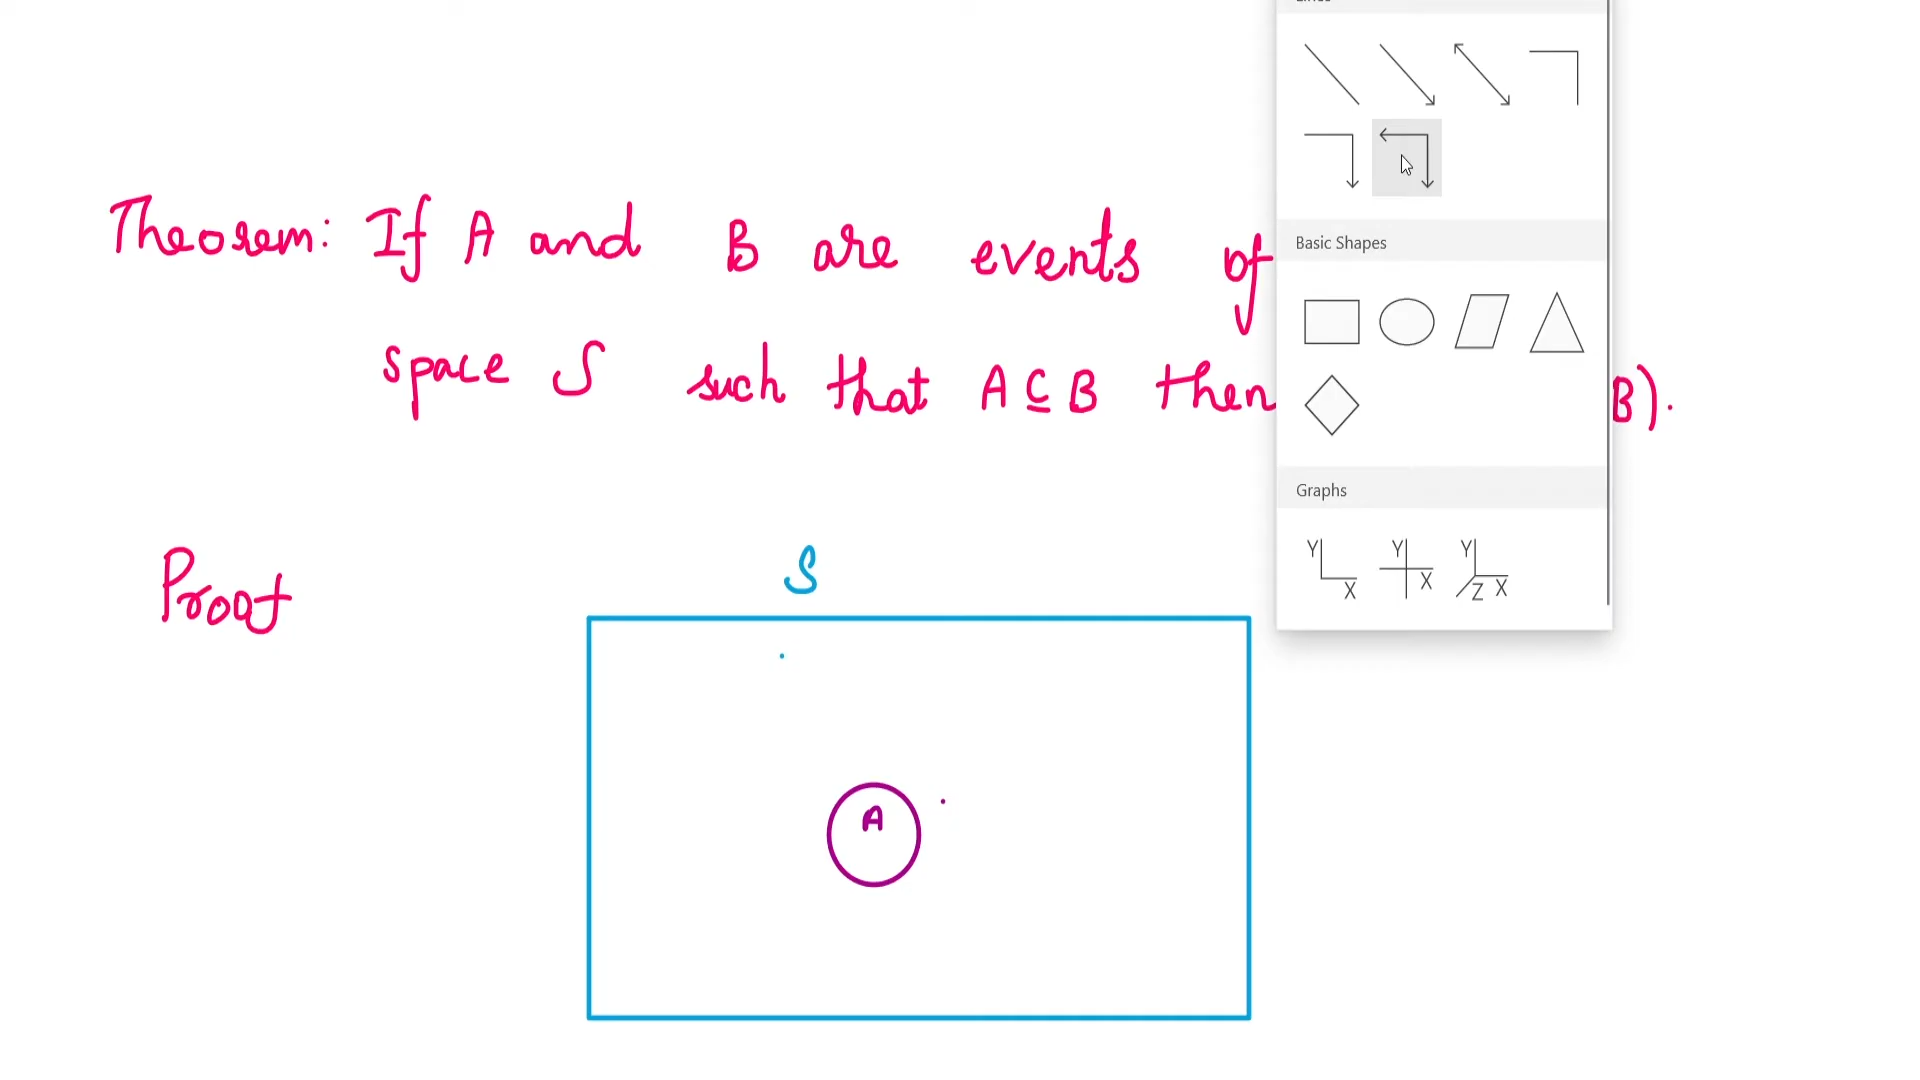 Theorem: If A and B are events of
space S such that A ⊆ B then B).
Proof
S
A
Basic Shapes
Graphs
Y X Y X Y Z X